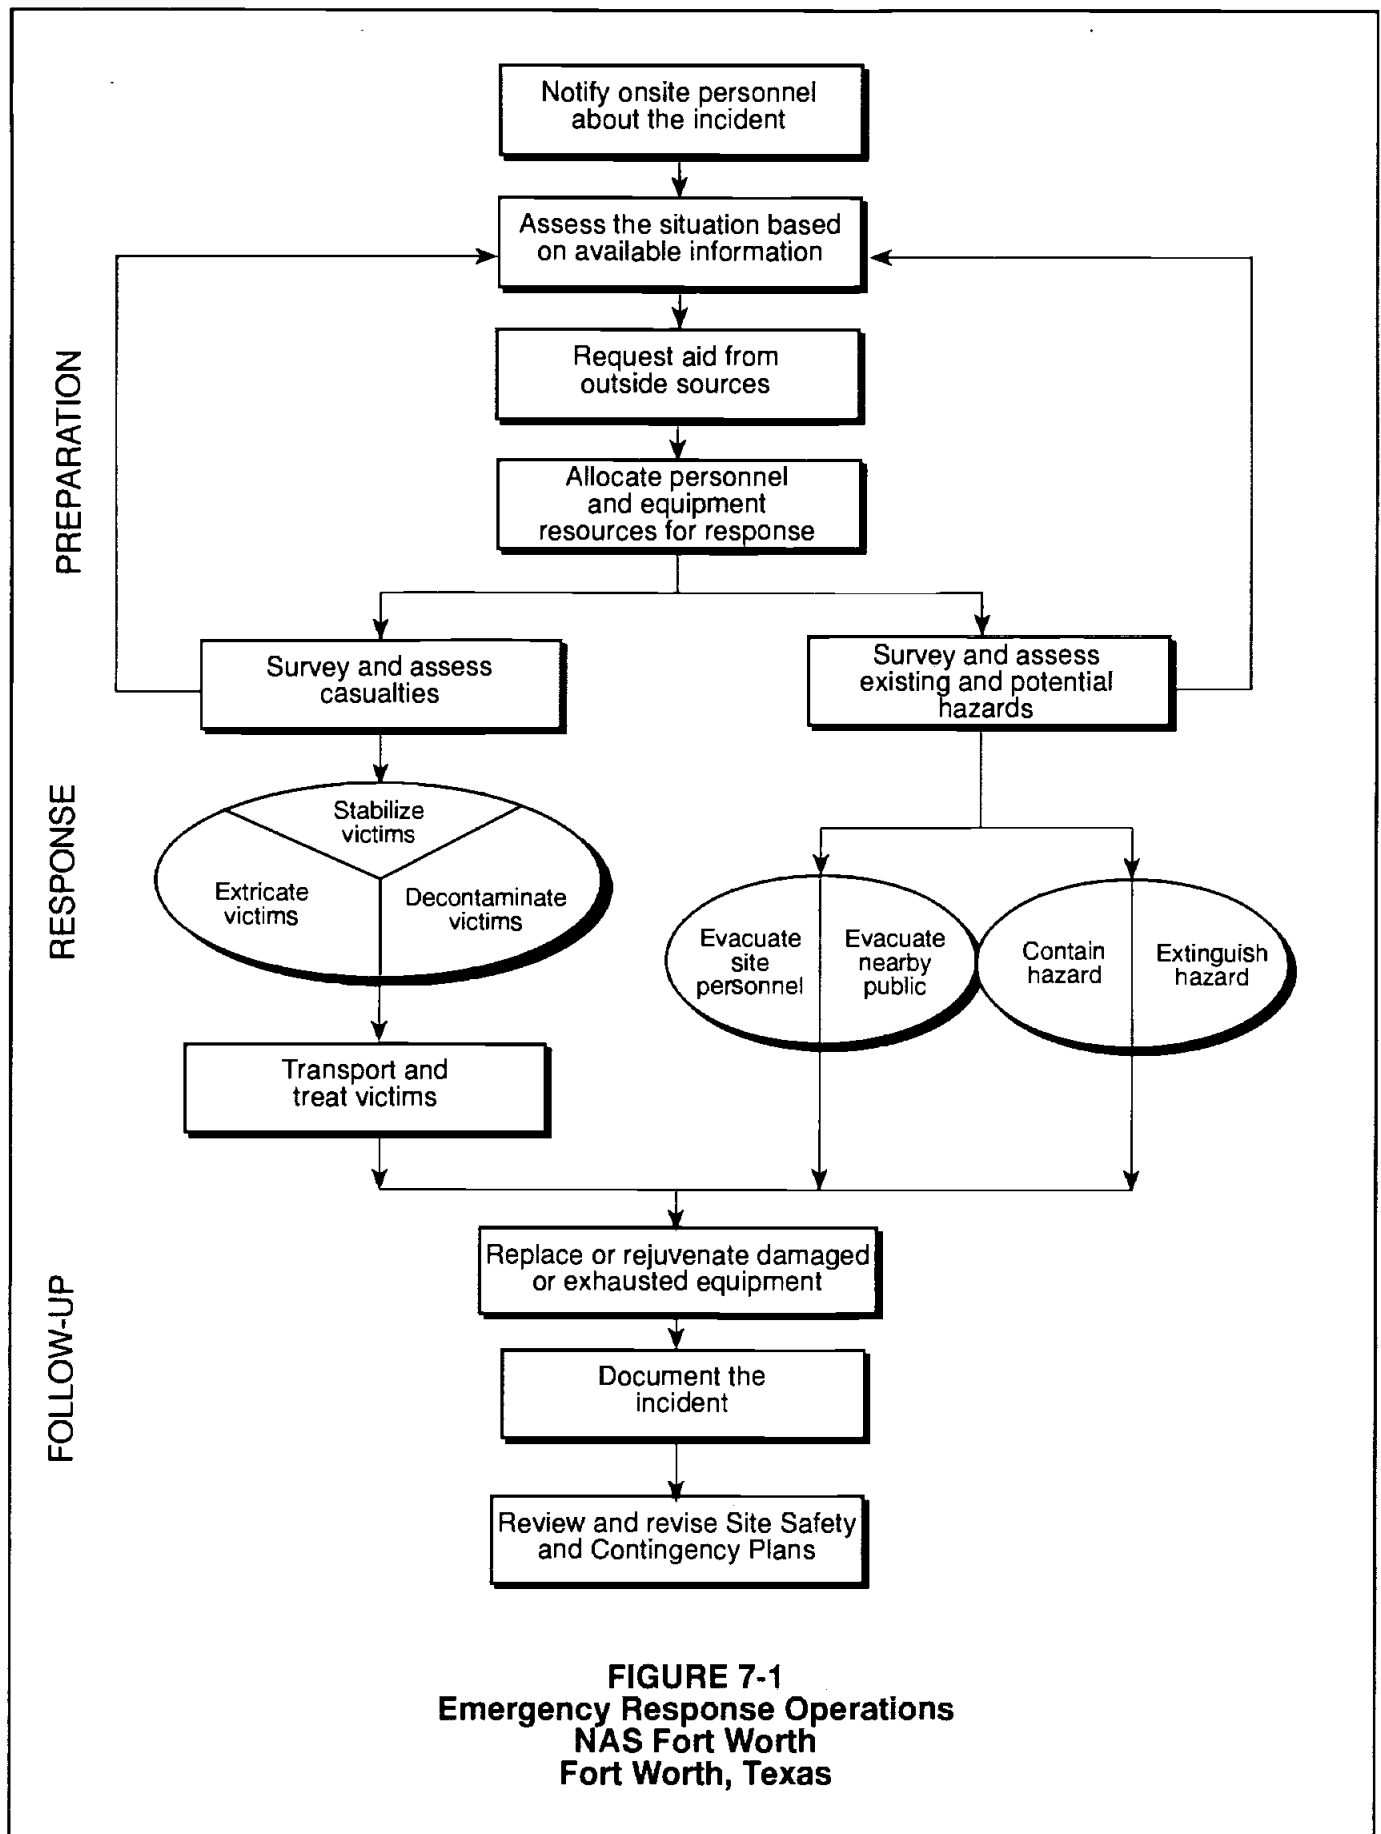 Notify onsite personnel
about the incident
Assess the situation based
on available information
Request aid from
outside sources
PREPARATION
Allocate personnel
and equipment
resources for response
Survey and assess
casualties
Survey and assess
existing and potential
hazards
RESPONSE
Stabilize
victims
Extricate
victims
Decontaminate
victims
Evacuate
site
personnel
Evacuate
nearby
public
Contain
hazard
Extinguish
hazard
Transport and
treat victims
FOLLOW-UP
Replace or rejuvenate damaged
or exhausted equipment
Document the
incident
Review and revise Site Safety
and Contingency Plans
FIGURE 7-1
Emergency Response Operations
NAS Fort Worth
Fort Worth, Texas